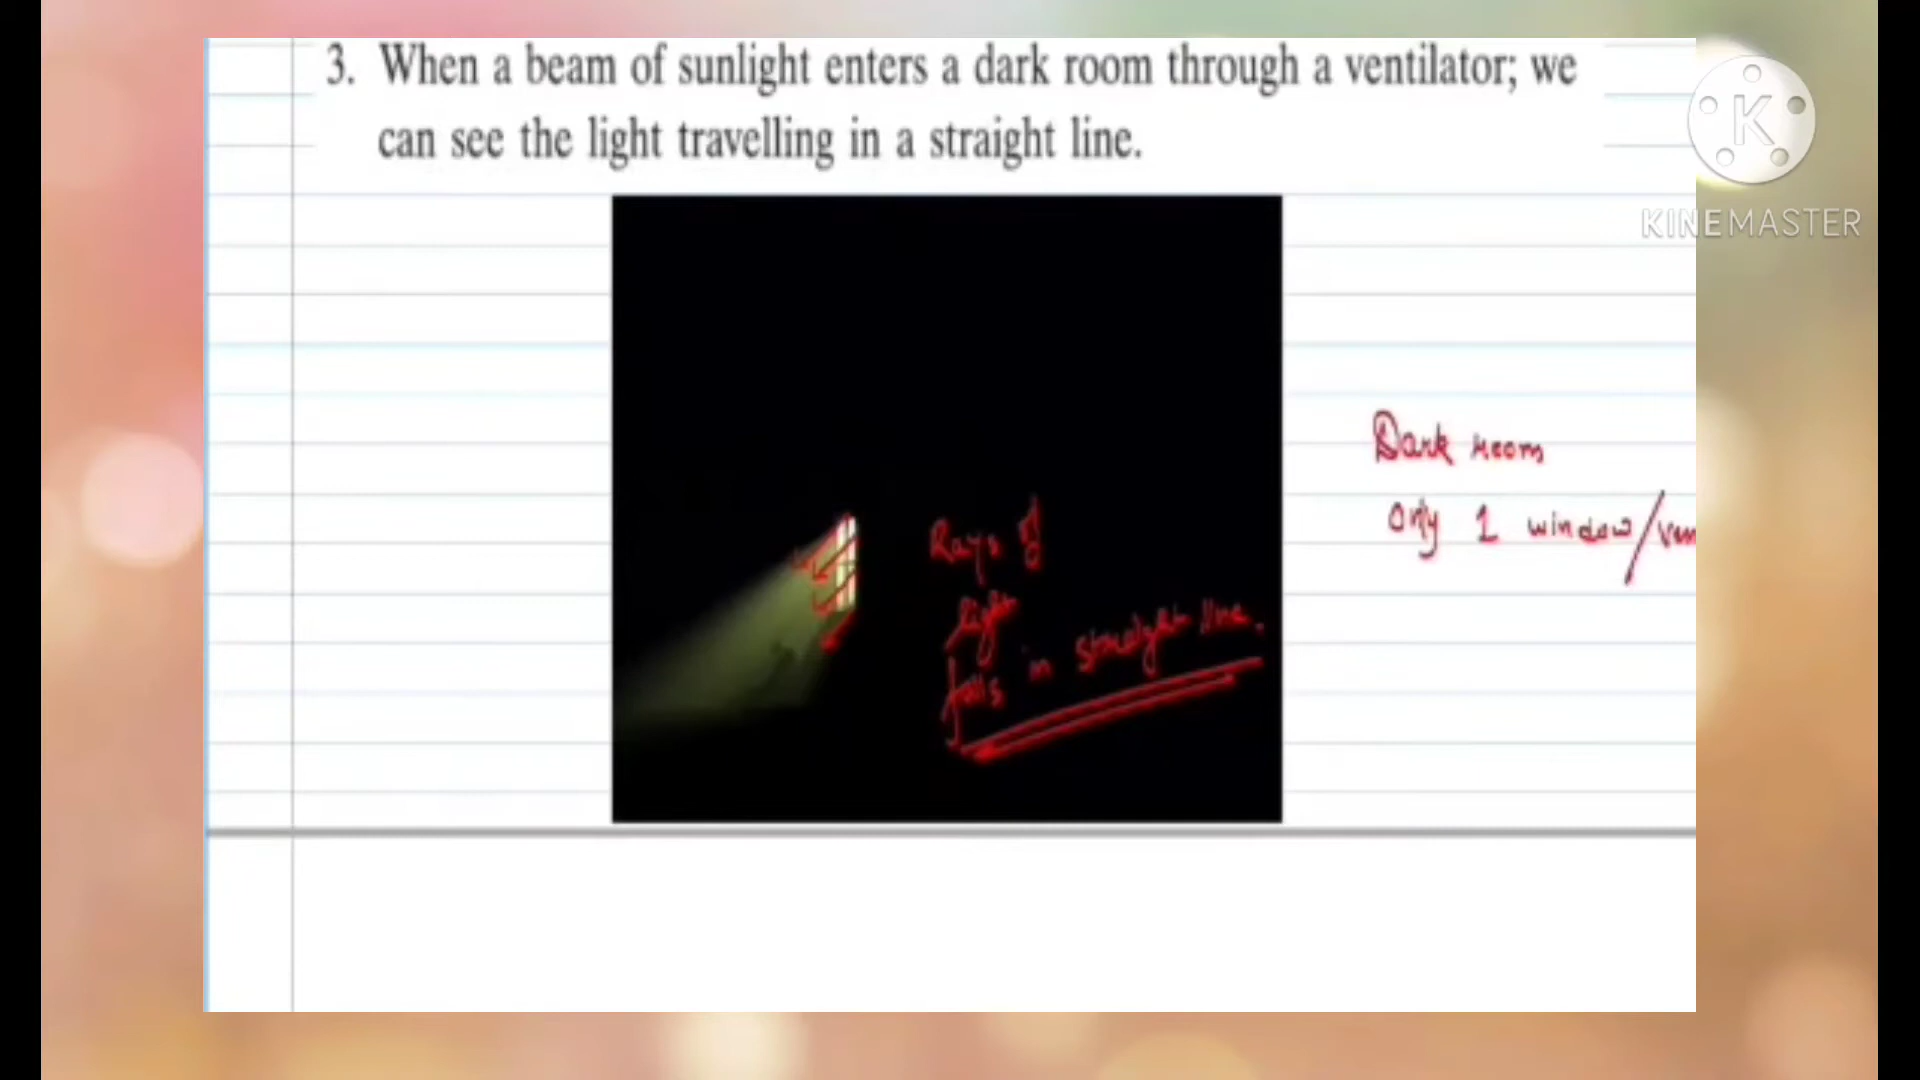 3. When a beam of sunlight enters a dark room through a ventilator; we
can see the light travelling in a straight line.
K
KINEMASTER
Dark room
only 1 window/ven
Rays of
light
falls in straight line.